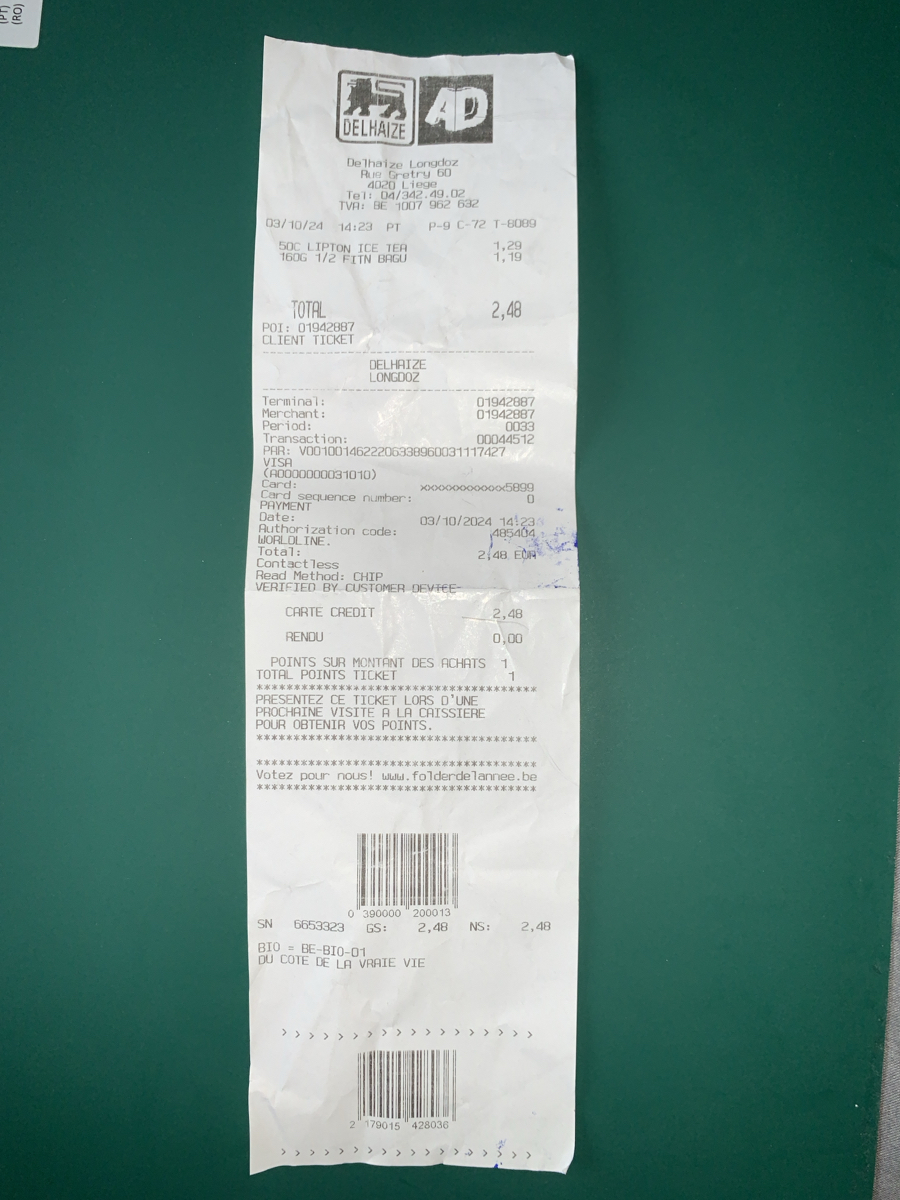 (PT)
(RO)
DELHAIZE AD
Delhaize Longdoz
Rue Gretry 60
4020 Liege
Tel: 04/342.49.02
TVA: BE 1007 962 632
03/10/24 14:23 PT P-9 C-72 T-8089
50C LIPTON ICE TEA 1,29
160G 1/2 FITN BAGU 1,19
TOTAL 2,48
POI: 01942887
CLIENT TICKET
DELHAIZE
LONGDOZ
Terminal: 01942887
Merchant: 01942887
Period: 0033
Transaction: 00044512
PAR: V0010014622206338960031117427
VISA
(A0000000031010)
Card: xxxxxxxxxxxx5899
Card sequence number: 0
PAYMENT
Date: 03/10/2024 14:23
Authorization code: 485404
WORLDLINE.
Total: 2,48 EUR
Contactless
Read Method: CHIP
VERIFIED BY CUSTOMER DEVICE
CARTE CREDIT 2,48
RENDU 0,00
POINTS SUR MONTANT DES ACHATS 1
TOTAL POINTS TICKET 1
**************************************
PRESENTEZ CE TICKET LORS D'UNE
PROCHAINE VISITE A LA CAISSIERE
POUR OBTENIR VOS POINTS.
**************************************
**************************************
Votez pour nous! www.folderdelannee.be
**************************************
0 390000 200013
SN 6653323 GS: 2,48 NS: 2,48
BIO = BE-BIO-01
DU COTE DE LA VRAIE VIE
> > > > > > > > > > > > > > > > > >
2 179015 428036
> > > > > > > > > > > > > > > > > >